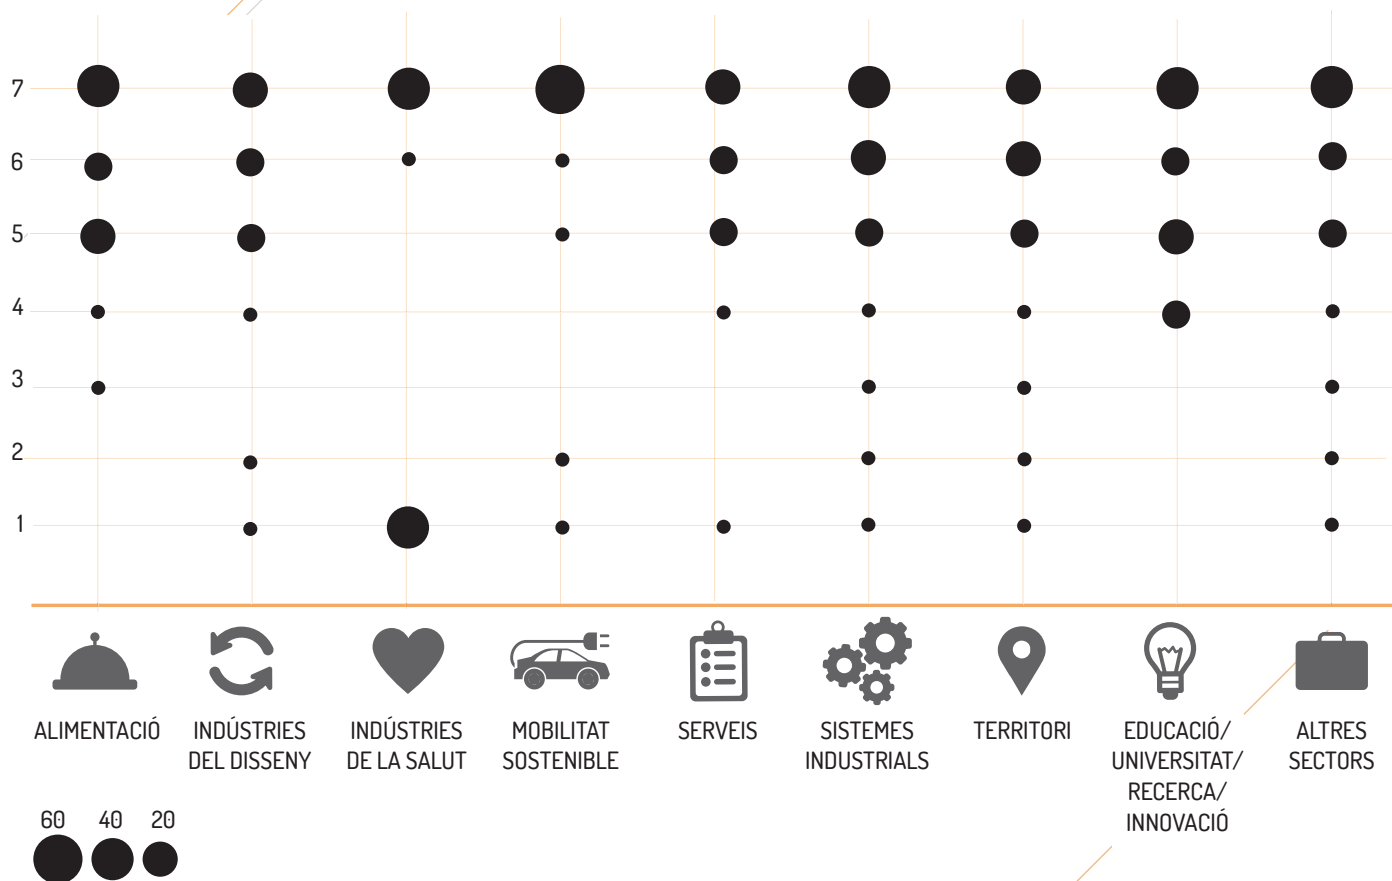 7
6
5
4
3
2
1
ALIMENTACIÓ
INDÚSTRIES
DEL DISSENY
INDÚSTRIES
DE LA SALUT
MOBILITAT
SOSTENIBLE
SERVEIS
SISTEMES
INDUSTRIALS
TERRITORI
EDUCACIÓ/
UNIVERSITAT/
RECERCA/
INNOVACIÓ
ALTRES
SECTORS
60 40 20